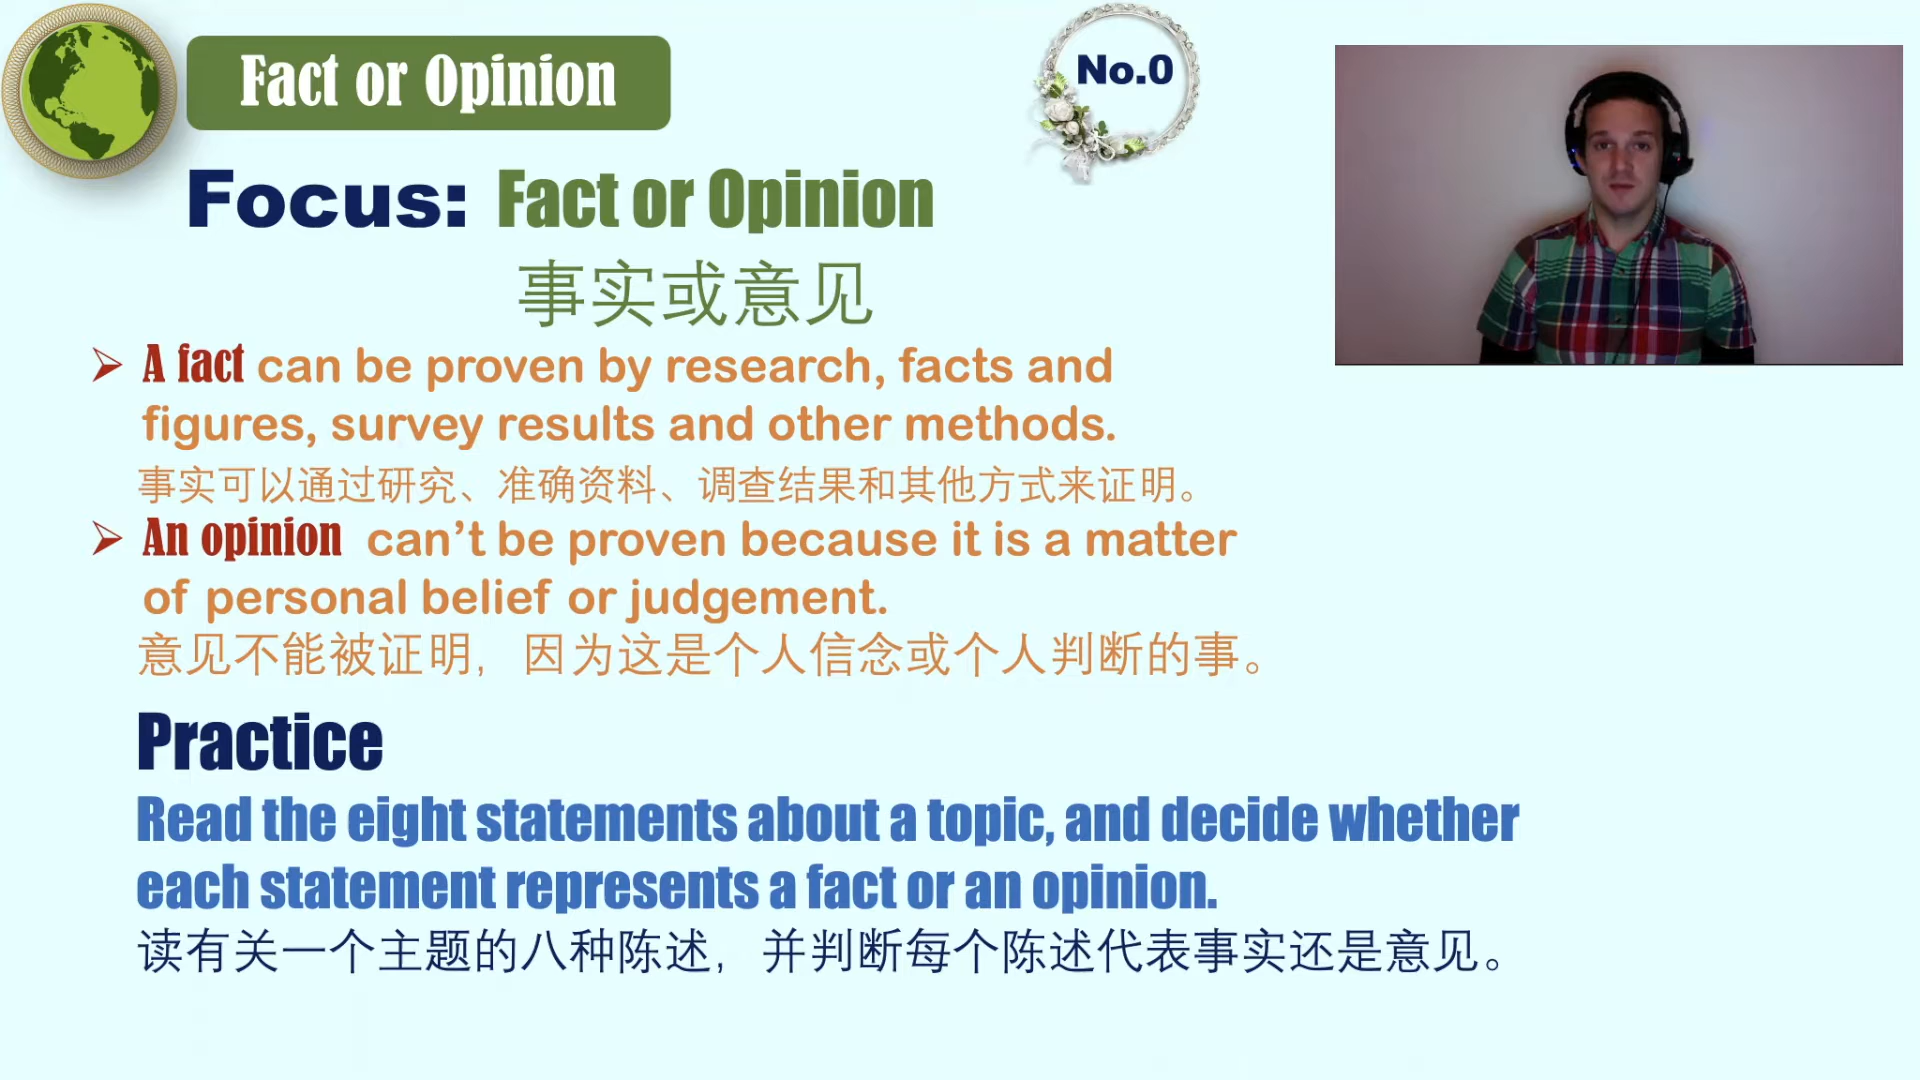 Fact or Opinion
No.0
Focus: Fact or Opinion
事实或意见
A fact can be proven by research, facts and
figures, survey results and other methods.
事实可以通过研究、准确资料、调查结果和其他方式来证明。
An opinion can’t be proven because it is a matter
of personal belief or judgement.
意见不能被证明，因为这是个人信念或个人判断的事。
Practice
Read the eight statements about a topic, and decide whether
each statement represents a fact or an opinion.
读有关一个主题的八种陈述，并判断每个陈述代表事实还是意见。